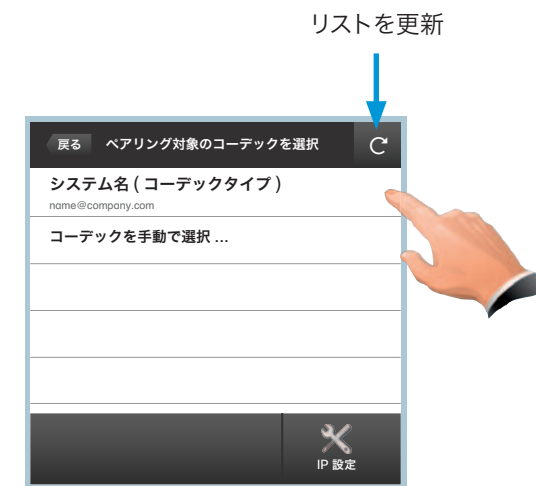 リストを更新
戻る ペアリング対象のコーデックを選択
システム名 ( コーデックタイプ )
name@company.com
コーデックを手動で選択 ...
IP 設定